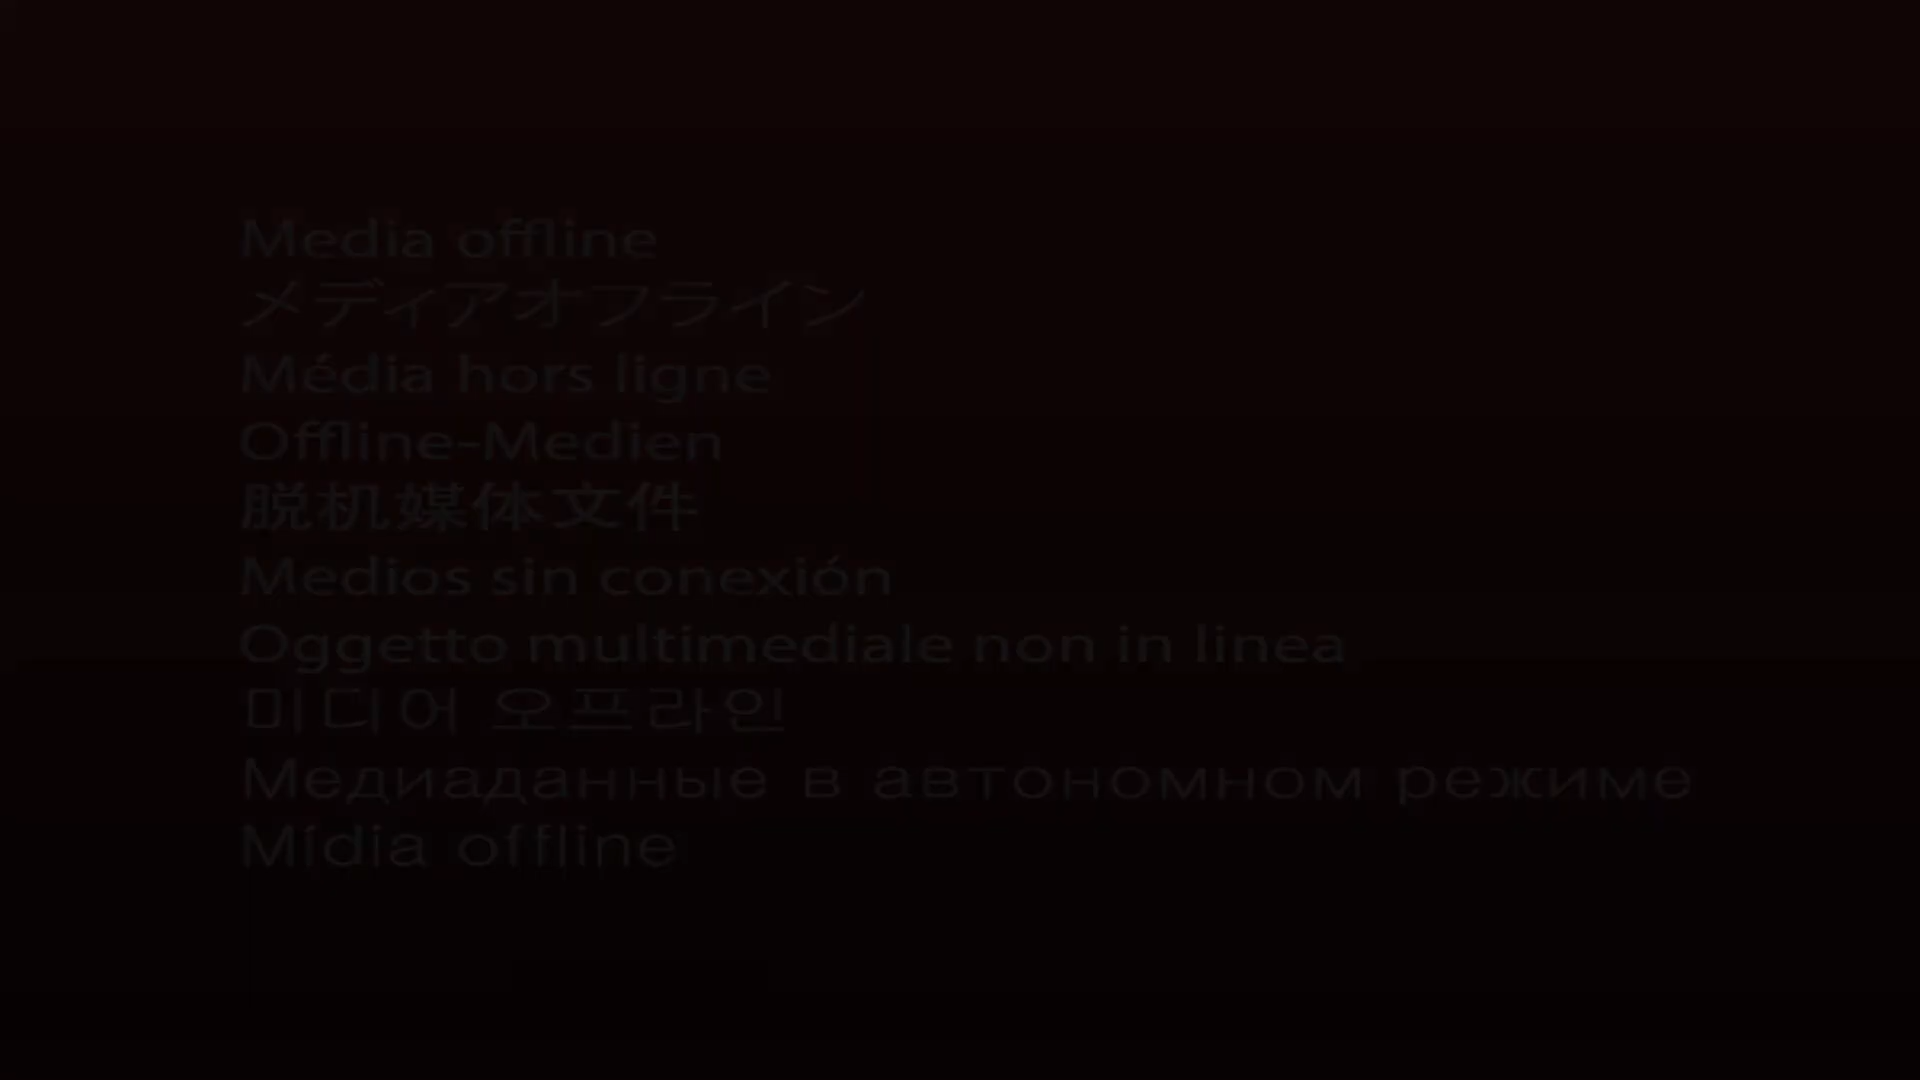 Media offline
メディアオフライン
Média hors ligne
Offline-Medien
脱机媒体文件
Medios sin conexión
Oggetto multimediale non in linea
미디어 오프라인
Медиаданные в автономном режиме
Mídia offline